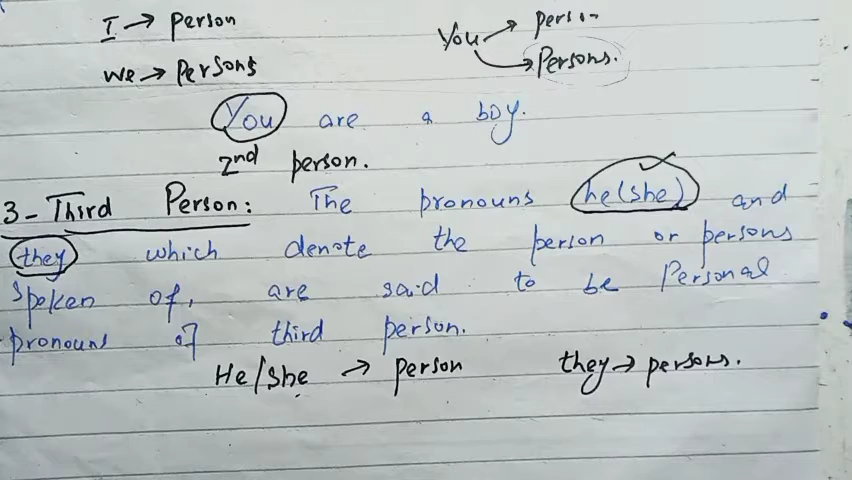 I → person
You → person
→ Persons.
we → Persons
You are a boy.
2nd person.
3- Third Person: The pronouns he(she) and
they which denote the person or persons
spoken of, are said to be Personal
pronouns of third person.
He/she → person they → persons.